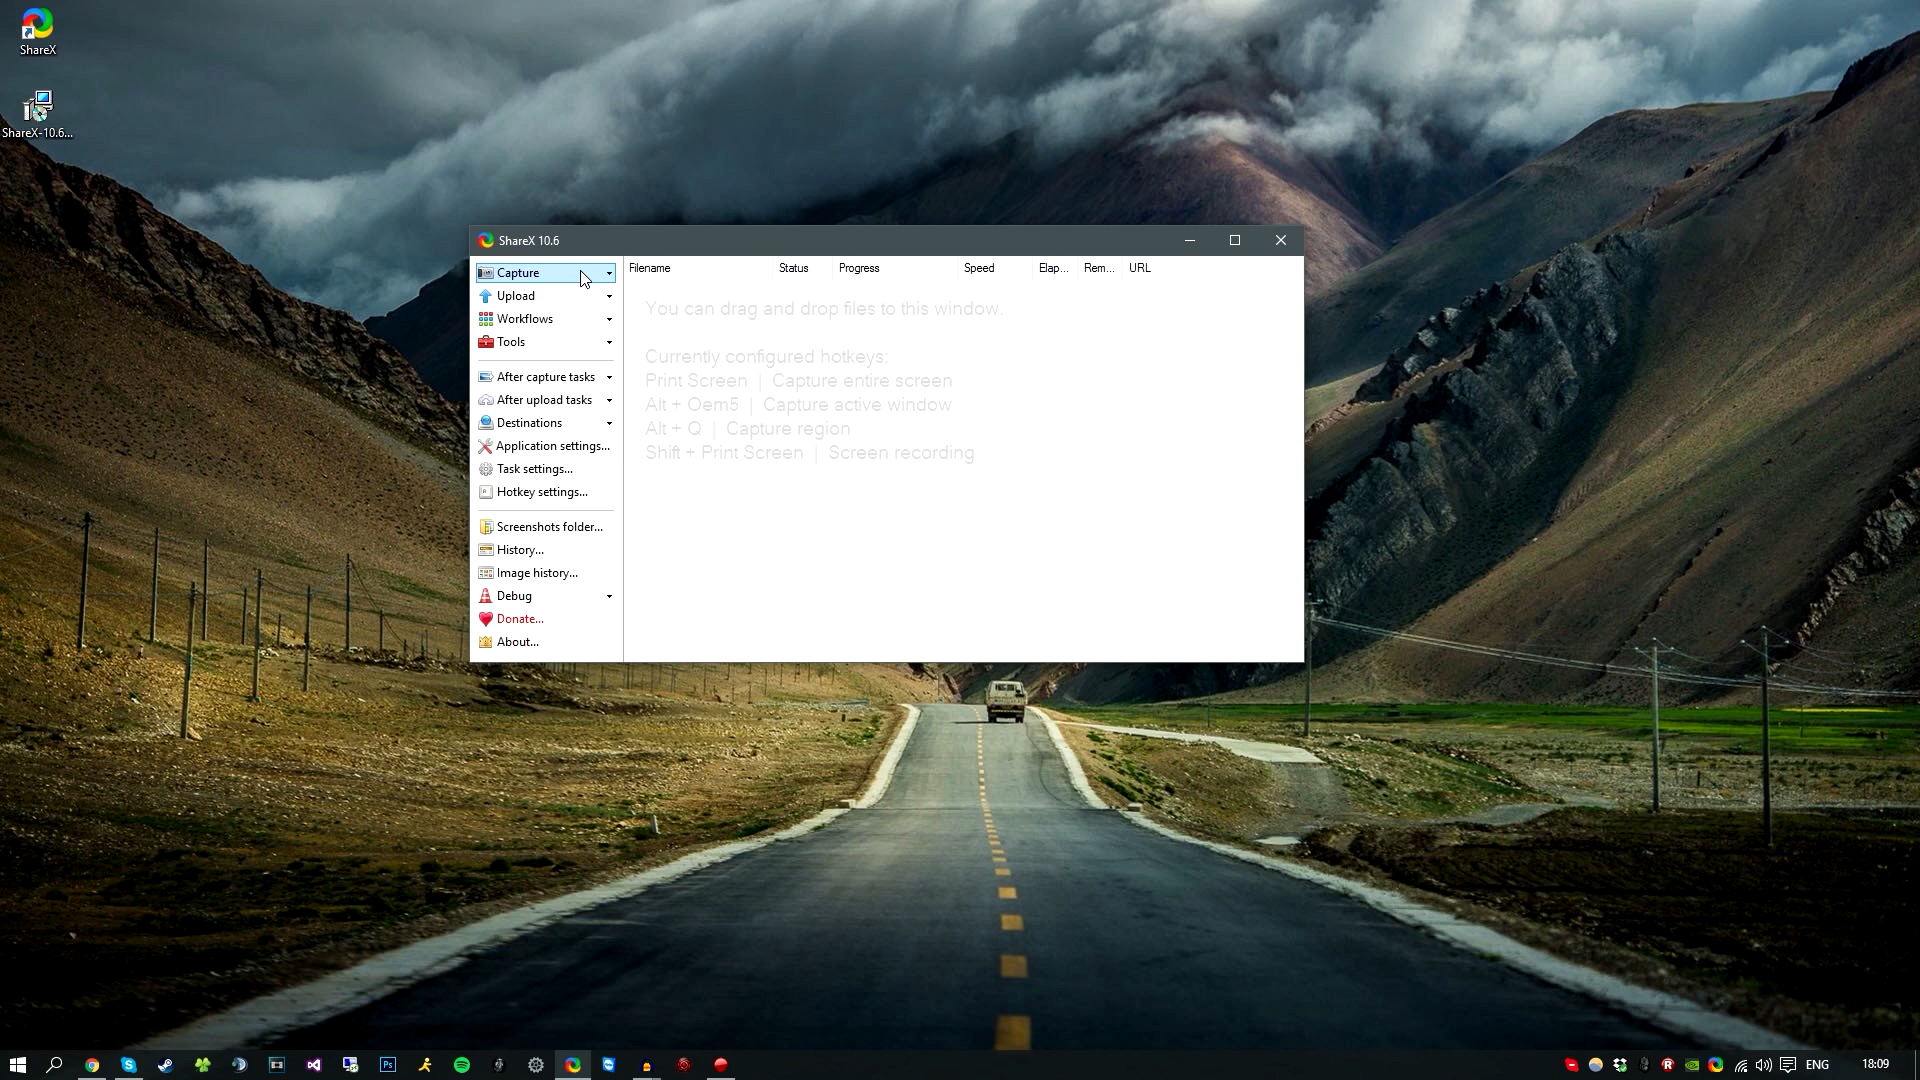 ShareX
ShareX-10.6...
ShareX 10.6
Capture
Upload
Workflows
Tools
After capture tasks
After upload tasks
Destinations
Application settings...
Task settings...
Hotkey settings...
Screenshots folder...
History...
Image history...
Debug
Donate...
About...
Filename Status Progress Speed Elap... Rem... URL
You can drag and drop files to this window.
Currently configured hotkeys:
Print Screen | Capture entire screen
Alt + Oem5 | Capture active window
Alt + Q | Capture region
Shift + Print Screen | Screen recording
Ps
ENG 18:09